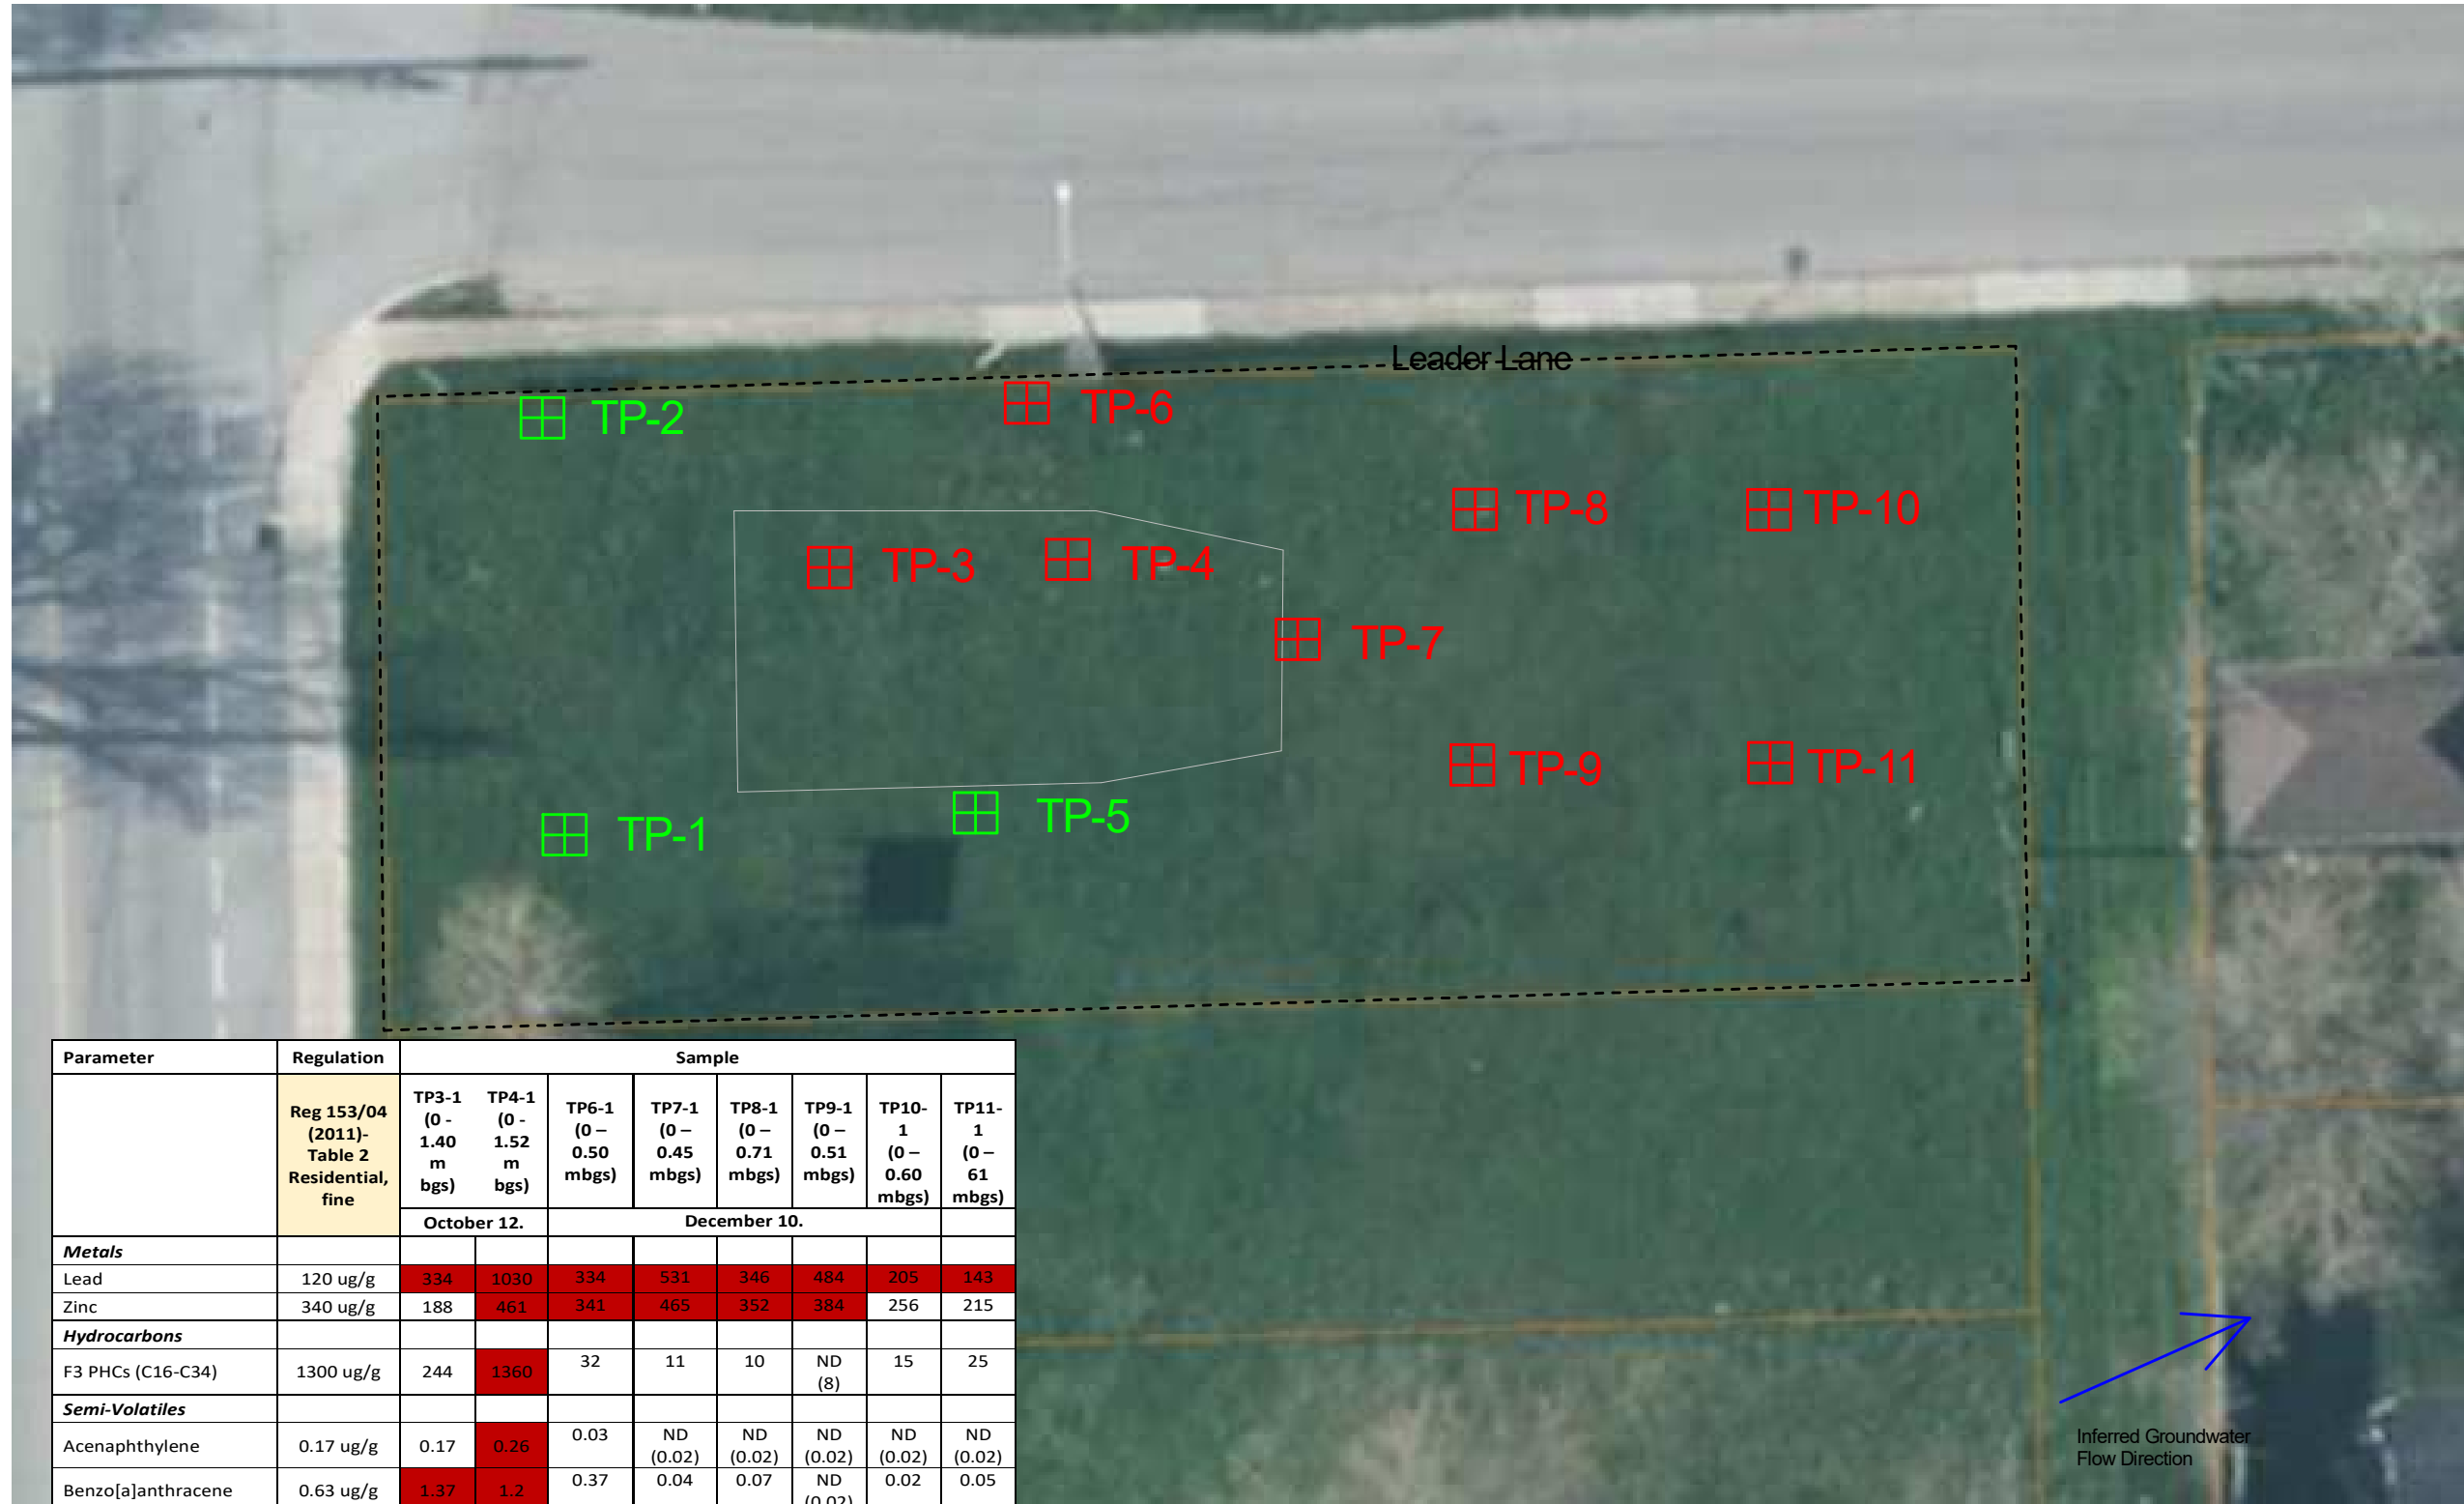 Leader Lane
TP-2
TP-6
TP-8
TP-10
TP-3
TP-4
TP-7
TP-9
TP-11
TP-5
TP-1
Parameter Regulation Sample
Reg 153/04
(2011)-
Table 2
Residential,
fine
TP3-1
(0 -
1.40
m
bgs)
TP4-1
(0 -
1.52
m
bgs)
TP6-1
(0 –
0.50
mbgs)
TP7-1
(0 –
0.45
mbgs)
TP8-1
(0 –
0.71
mbgs)
TP9-1
(0 –
0.51
mbgs)
TP10-
1
(0 –
0.60
mbgs)
TP11-
1
(0 –
61
mbgs)
October 12. December 10.
Metals
Lead 120 ug/g 334 1030 334 531 346 484 205 143
Zinc 340 ug/g 188 461 341 465 352 384 256 215
Hydrocarbons
F3 PHCs (C16-C34) 1300 ug/g 244 1360 32 11 10 ND (8) 15 25
Semi-Volatiles
Acenaphthylene 0.17 ug/g 0.17 0.26 0.03 ND (0.02) ND (0.02) ND (0.02) ND (0.02) ND (0.02)
Benzo[a]anthracene 0.63 ug/g 1.37 1.2 0.37 0.04 0.07 ND (0.02) 0.02 0.05
Inferred Groundwater
Flow Direction